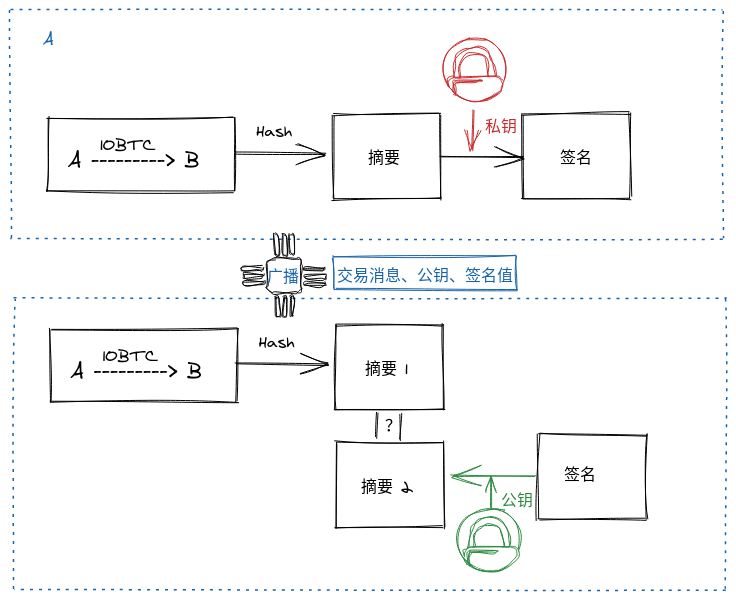 A
10BTC
A ----------> B
Hash
摘要
私钥
签名
广播
交易消息、公钥、签名值
10BTC
A ----------> B
Hash
摘要 1
?
摘要 2
签名
公钥